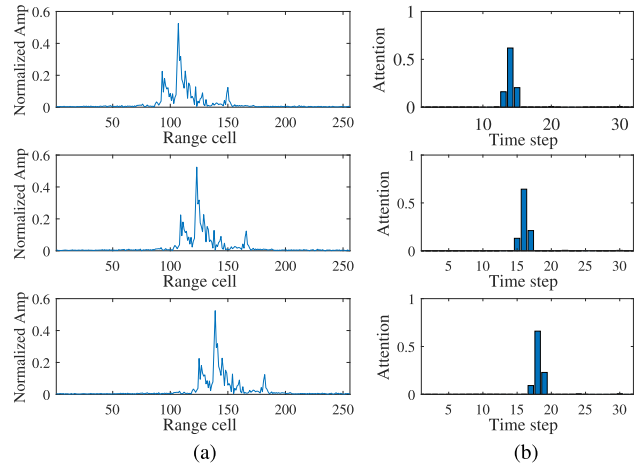 0.6
0.4
0.2
0
50 100 150 200 250
Normalized Amp
Range cell
1
0.5
0
10 20 30
Attention
Time step
0.6
0.4
0.2
0
50 100 150 200 250
Normalized Amp
Range cell
1
0.5
0
5 10 15 20 25 30
Attention
Time step
0.6
0.4
0.2
0
50 100 150 200 250
Normalized Amp
Range cell
1
0.5
0
5 10 15 20 25 30
Attention
Time step
(a)
(b)